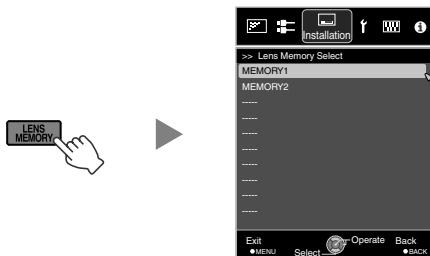 LENS
MEMORY
Installation
>> Lens Memory Select
MEMORY1
MEMORY2
-----
-----
-----
-----
-----
-----
-----
-----
Exit
●MENU
Select
Operate
Back
●BACK